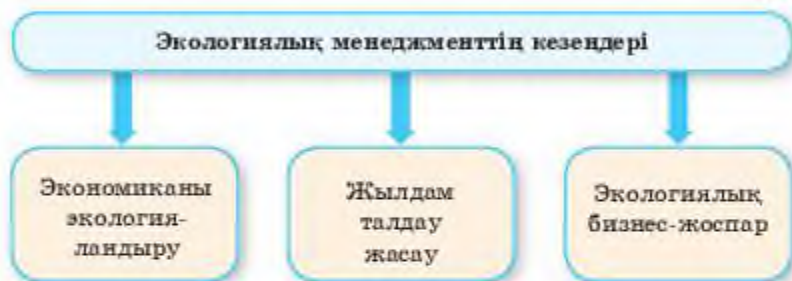 Экологиялық менеджменттің кезеңдері
Экономиканы
экология-
ландыру
Жылдам
талдау
жасау
Экологиялық
бизнес-жоспар